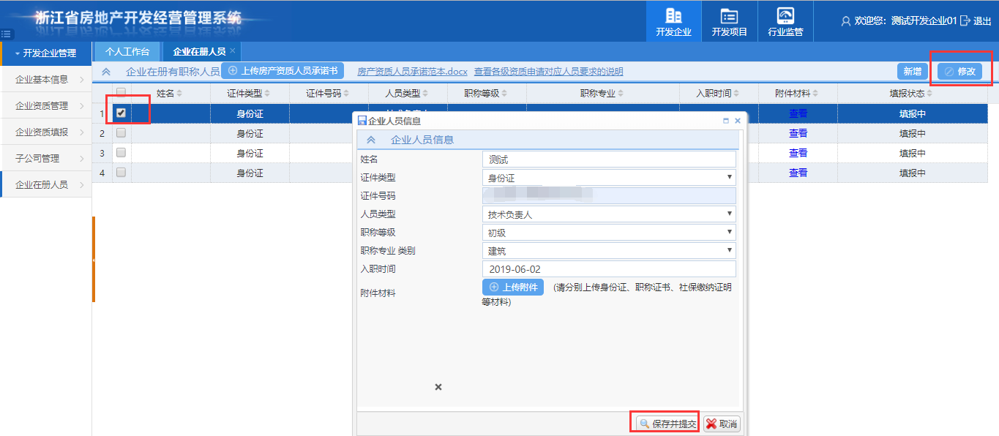 浙江省房地产开发经营管理系统
开发企业
开发项目
行业监管
欢迎您: 测试开发企业01 退出
开发企业管理
企业基本信息
企业资质管理
企业资质填报
子公司管理
企业在册人员
个人工作台 企业在册人员
企业在册有职称人员 上传房产资质人员承诺书 房产资质人员承诺范本.docx 查看各级资质申请对应人员要求的说明 新增 修改
姓名 证件类型 证件号码 人员类型 职称等级 职称专业 入职时间 附件材料 填报状态
1 身份证 查看 填报中
2 身份证 查看 填报中
3 身份证 查看 填报中
4 身份证 查看 填报中
企业人员信息
企业人员信息
姓名 测试
证件类型 身份证
证件号码
人员类型 技术负责人
职称等级 初级
职称专业 类别 建筑
入职时间 2019-06-02
附件材料 上传附件 (请分别上传身份证、职称证书、社保缴纳证明
等材料)
保存并提交 取消